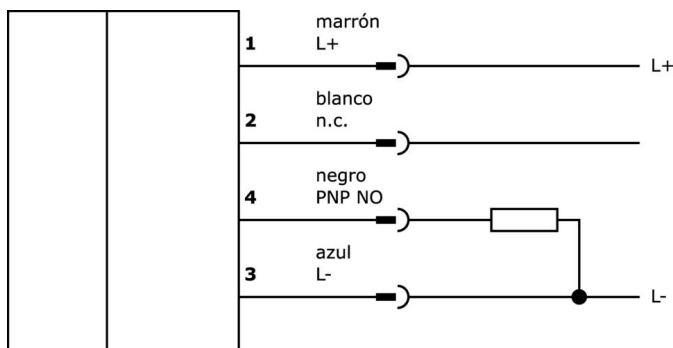 marrón
1 L+
L+
blanco
2 n.c.
negro
4 PNP NO
azul
3 L-
L-